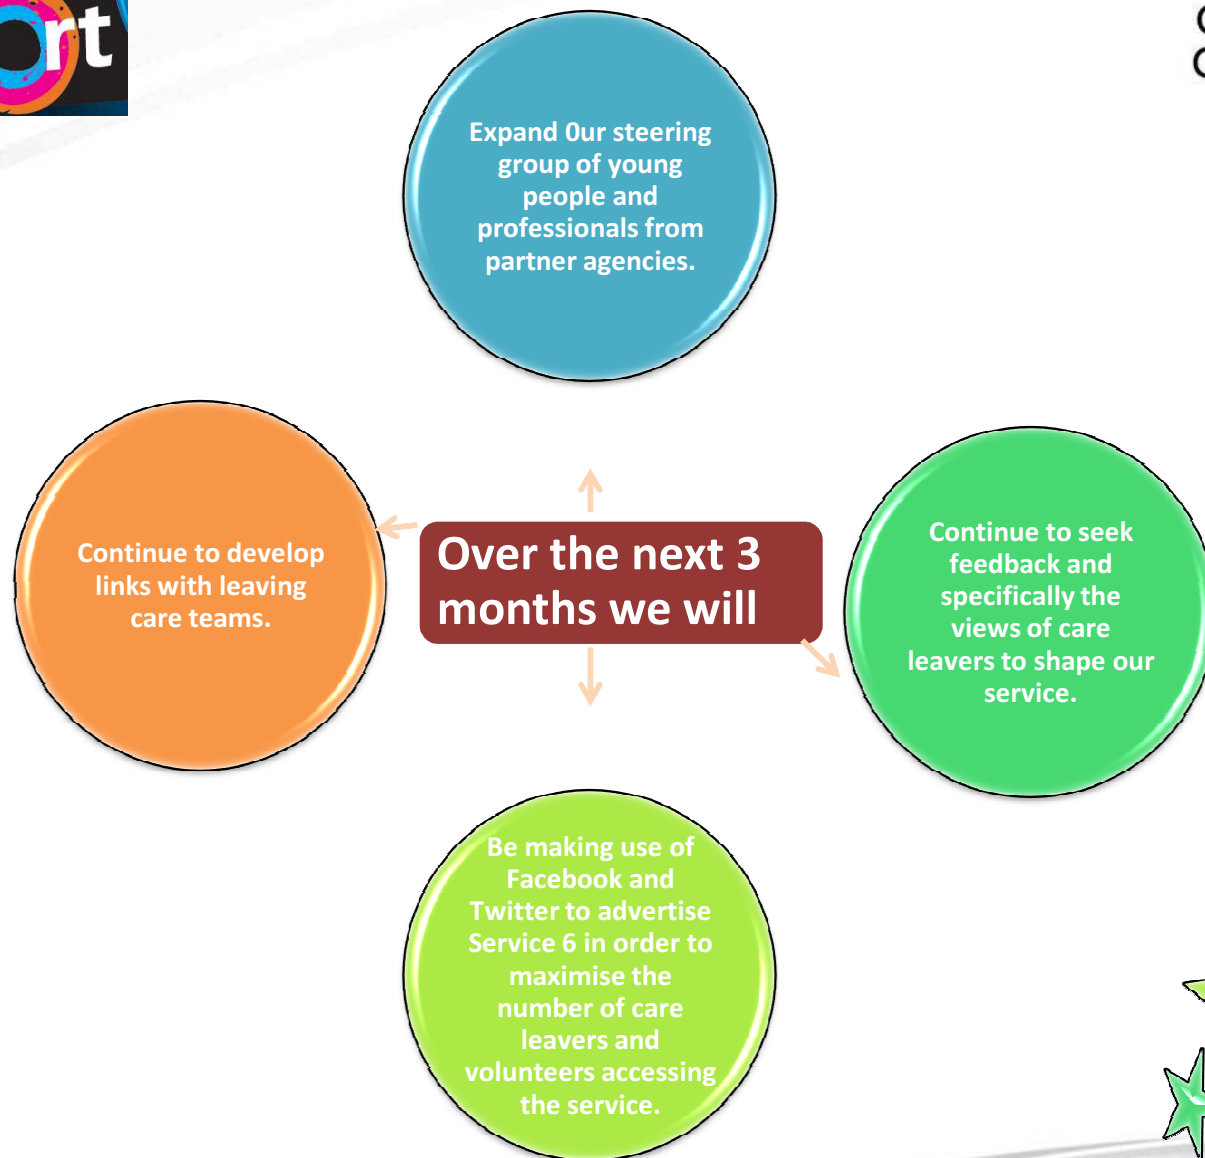 ort
Expand 0ur steering
group of young
people and
professionals from
partner agencies.
Continue to develop
links with leaving
care teams.
Over the next 3
months we will
Continue to seek
feedback and
specifically the
views of care
leavers to shape our
service.
Be making use of
Facebook and
Twitter to advertise
Service 6 in order to
maximise the
number of care
leavers and
volunteers accessing
the service.